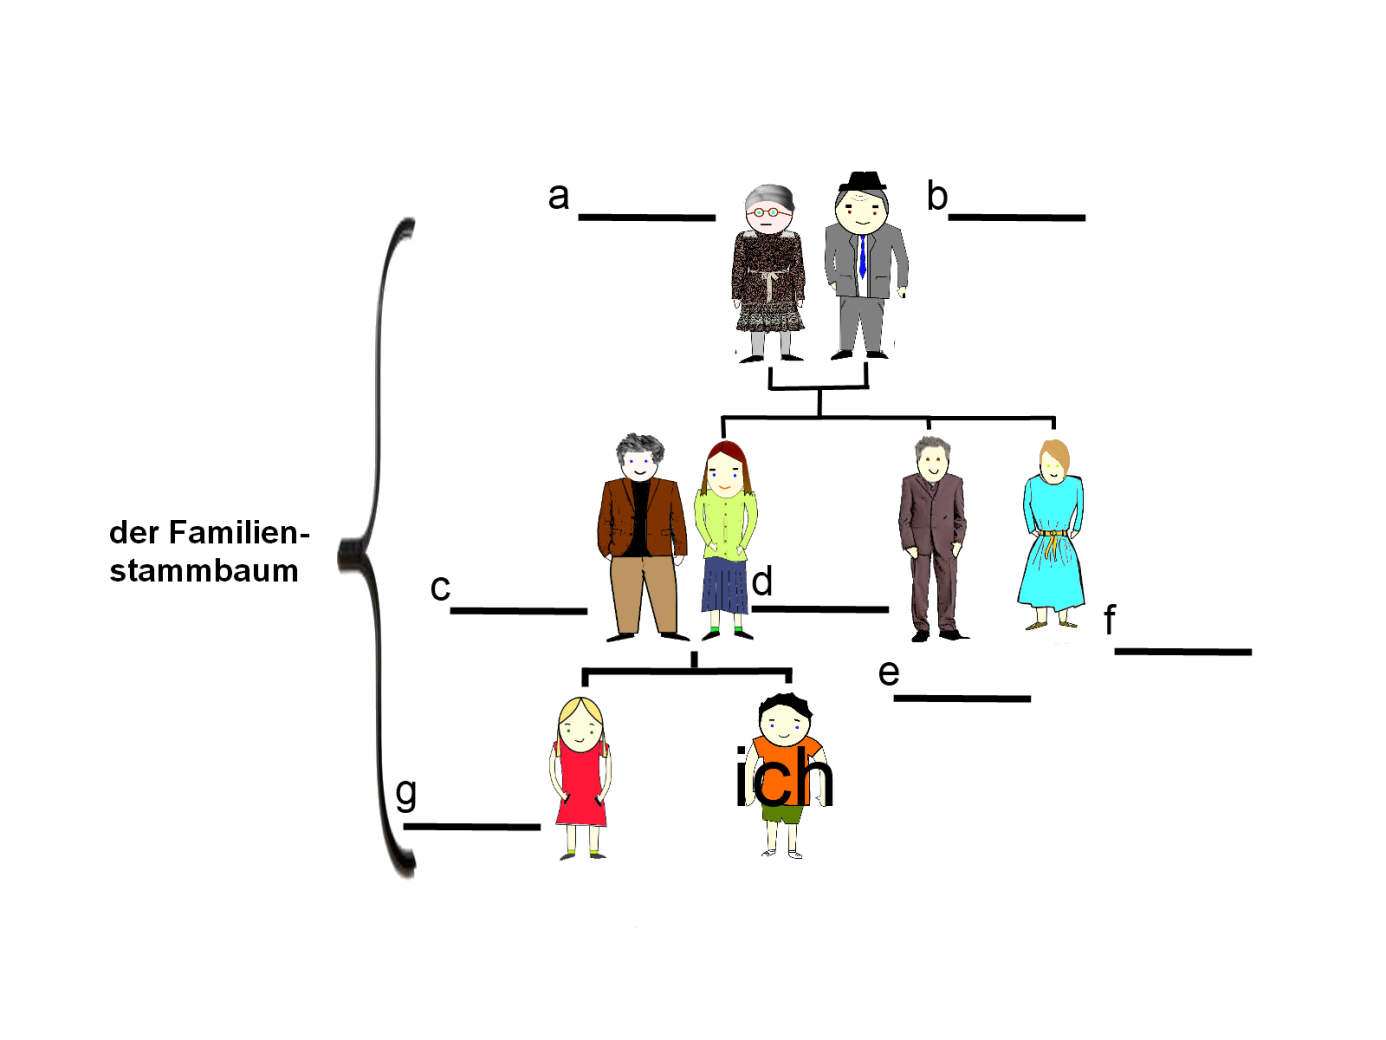 a
b
der Familien-
stammbaum
c
d
e
f
g
ich